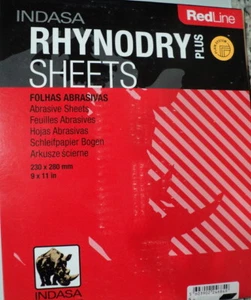 INDASA
RedLine
RHYNODRY
PLUS
SHEETS
FOLHAS ABRASIVAS
Abrasive Sheets
Feuilles Abrasives
Hojas Abrasivas
Schleifpapier Bogen
Arkusze ścierne
230 x 280 mm
9 x 11 in
INDASA